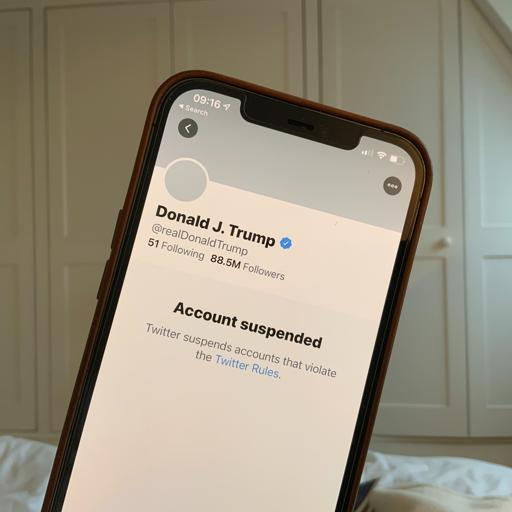 09:16
Search
Donald J. Trump
@realDonaldTrump
51 Following 88.5M Followers
Account suspended
Twitter suspends accounts that violate
the Twitter Rules.